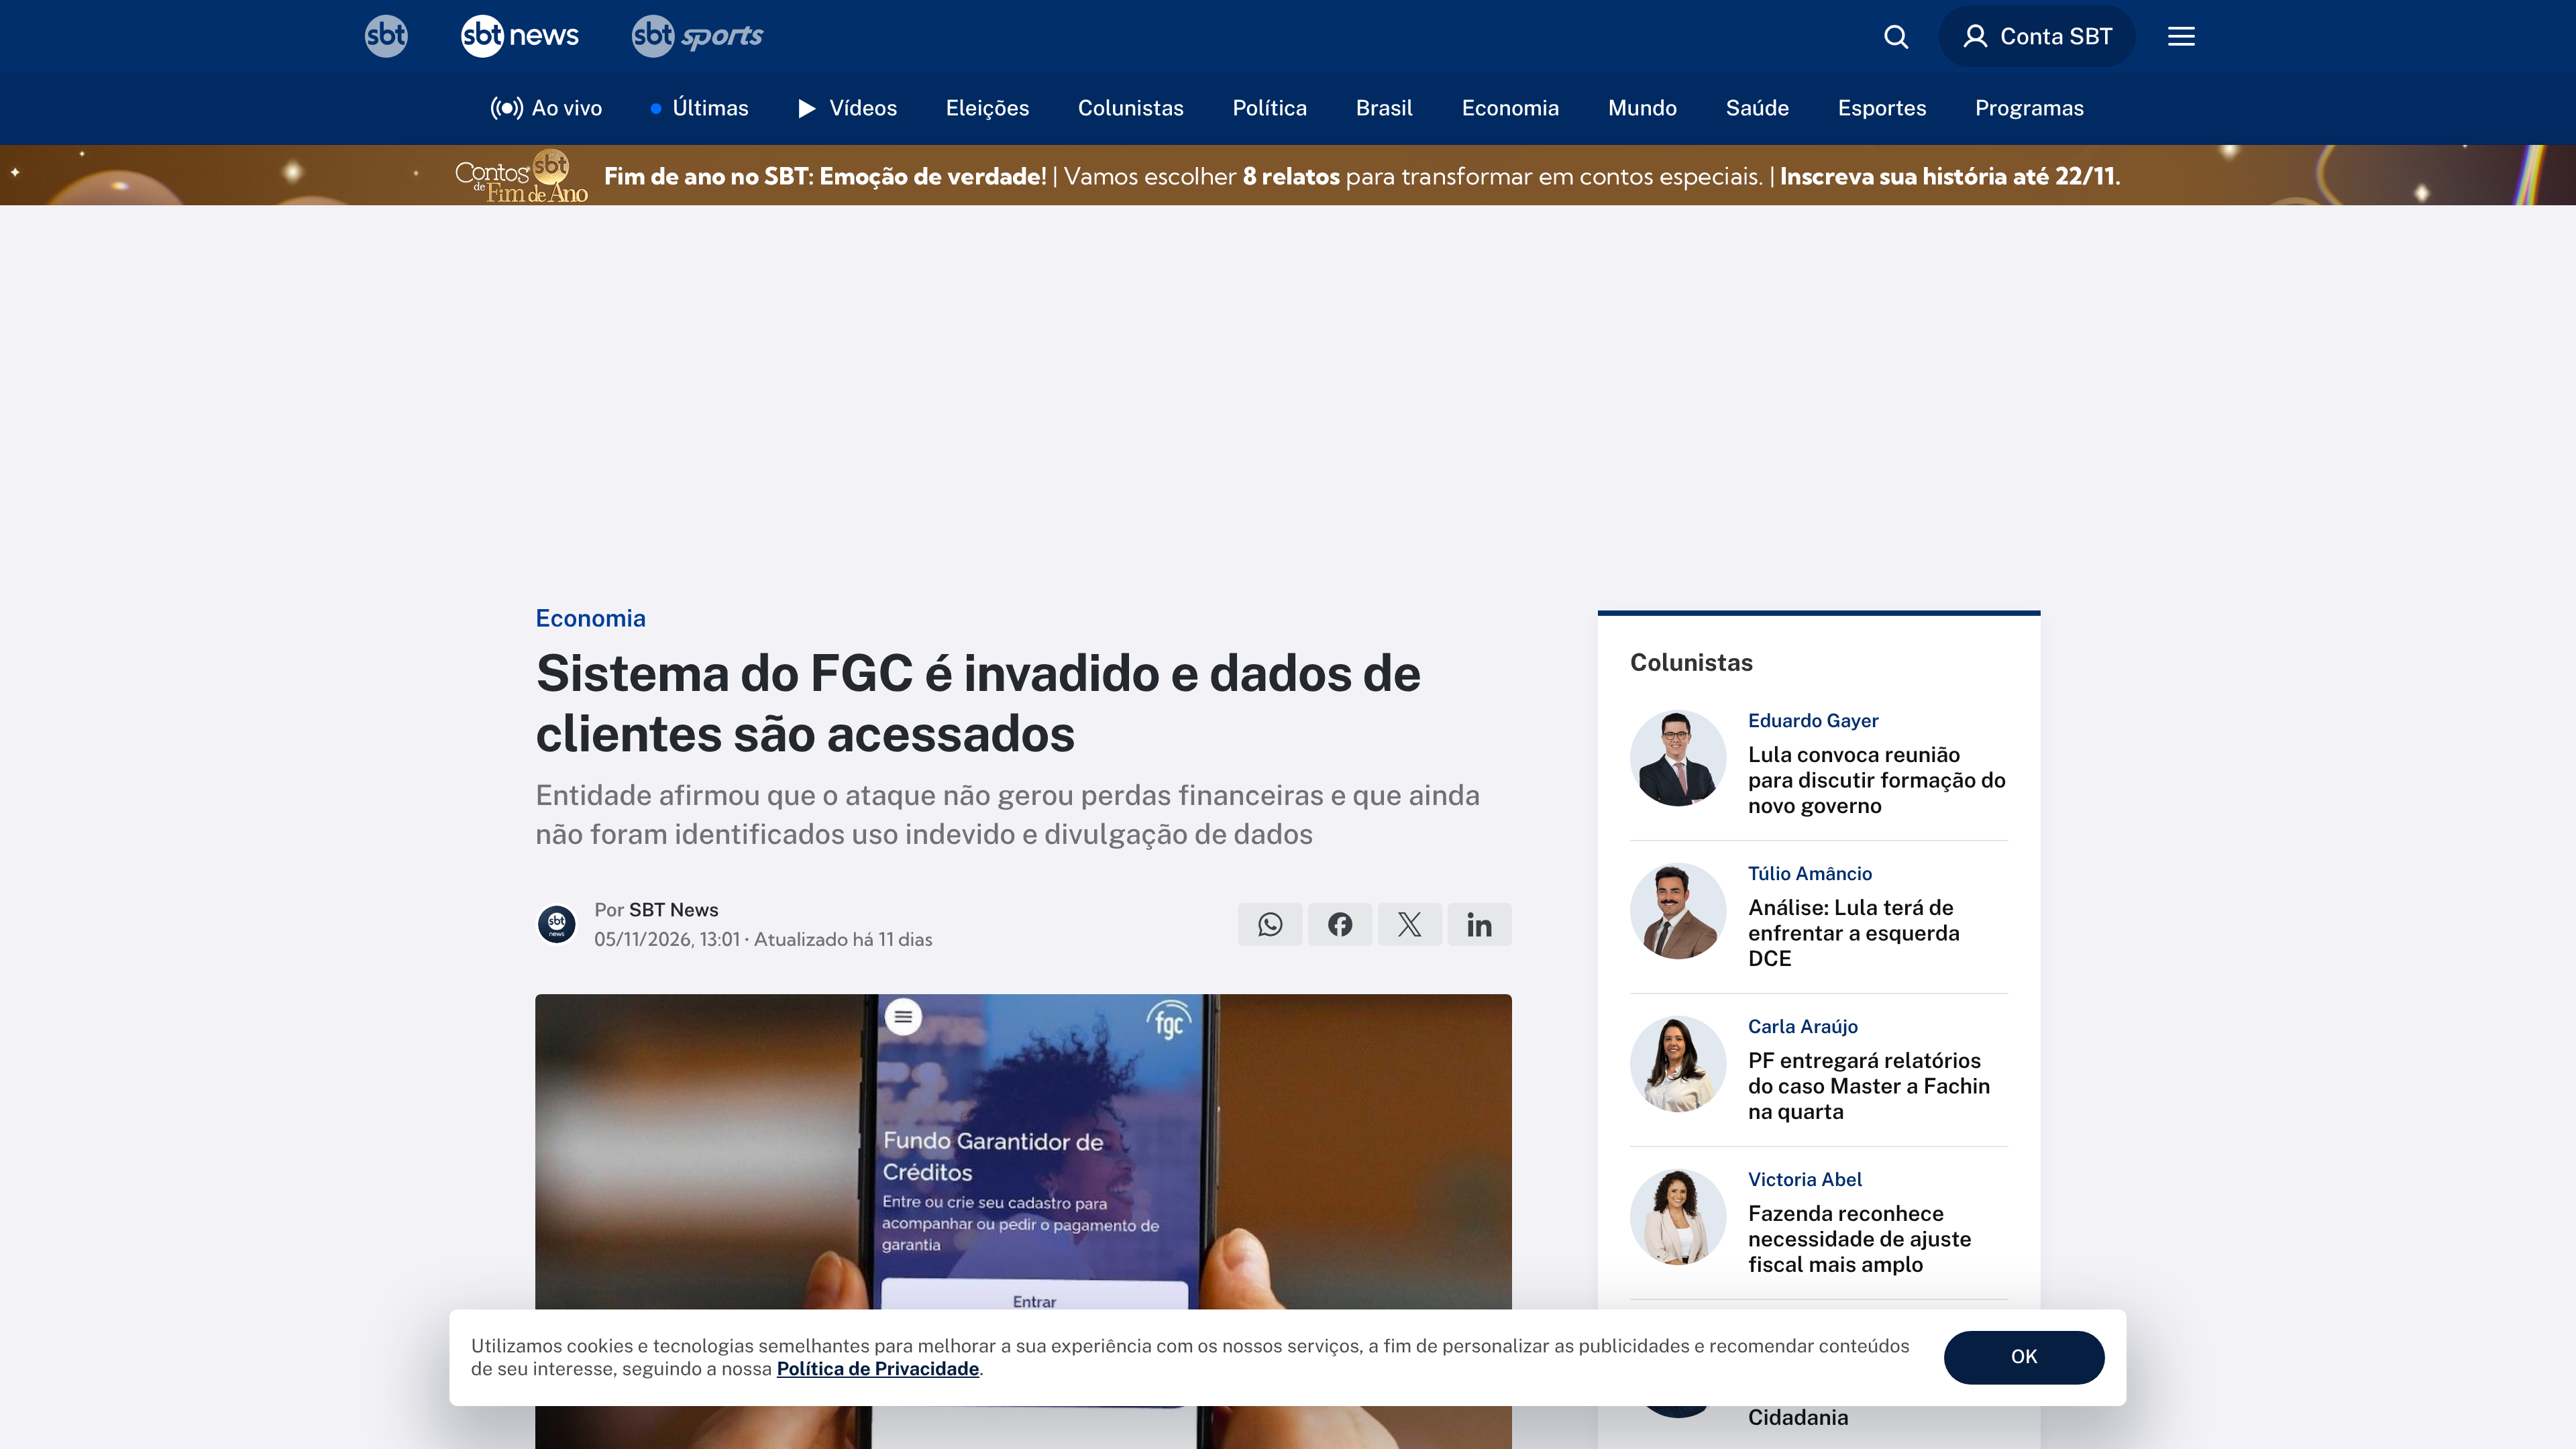 sbt
sbt news
sbt sports
Conta SBT
Ao vivo
Últimas
Vídeos
Eleições
Colunistas
Política
Brasil
Economia
Mundo
Saúde
Esportes
Programas
Contos sbt
de Fim de Ano
Fim de ano no SBT: Emoção de verdade! | Vamos escolher 8 relatos para transformar em contos especiais. | Inscreva sua história até 22/11.
Economia
Sistema do FGC é invadido e dados de
clientes são acessados
Entidade afirmou que o ataque não gerou perdas financeiras e que ainda
não foram identificados uso indevido e divulgação de dados
sbt
news
Por SBT News
05/11/2026, 13:01 • Atualizado há 11 dias
fgc
Fundo Garantidor de
Créditos
Entre ou crie seu cadastro para
acompanhar ou pedir o pagamento de
garantia
Entrar
Colunistas
Eduardo Gayer
Lula convoca reunião
para discutir formação do
novo governo
Túlio Amâncio
Análise: Lula terá de
enfrentar a esquerda
DCE
Carla Araújo
PF entregará relatórios
do caso Master a Fachin
na quarta
Victoria Abel
Fazenda reconhece
necessidade de ajuste
fiscal mais amplo
Cidadania
Utilizamos cookies e tecnologias semelhantes para melhorar a sua experiência com os nossos serviços, a fim de personalizar as publicidades e recomendar conteúdos
de seu interesse, seguindo a nossa Política de Privacidade.
OK